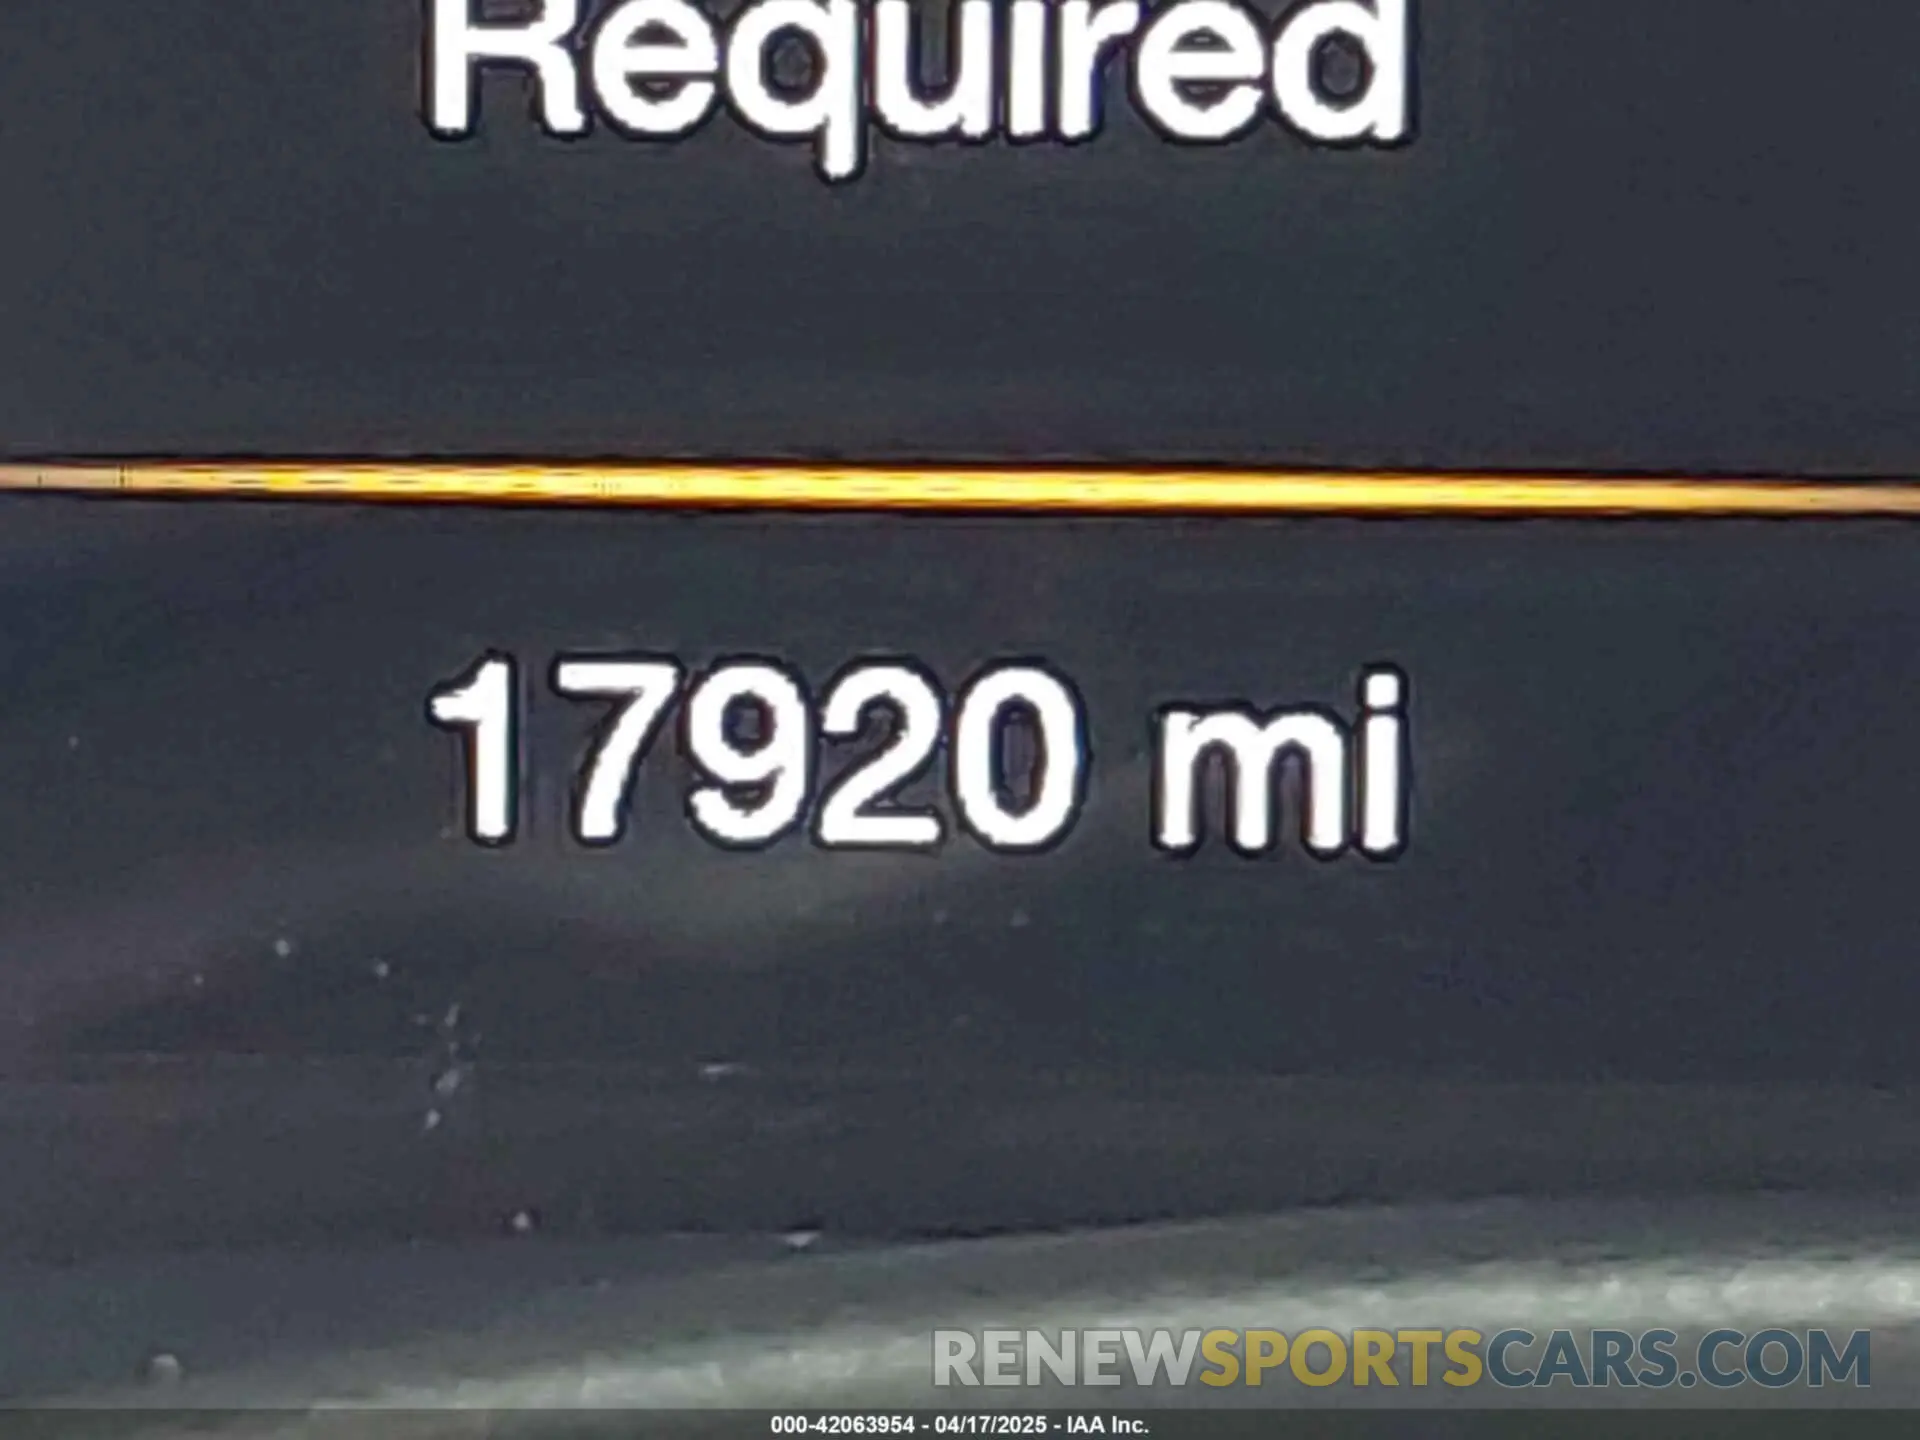 Required
17920 mi
RENEWSPORTSCARS.COM
000-42063954 - 04/17/2025 - IAA Inc.